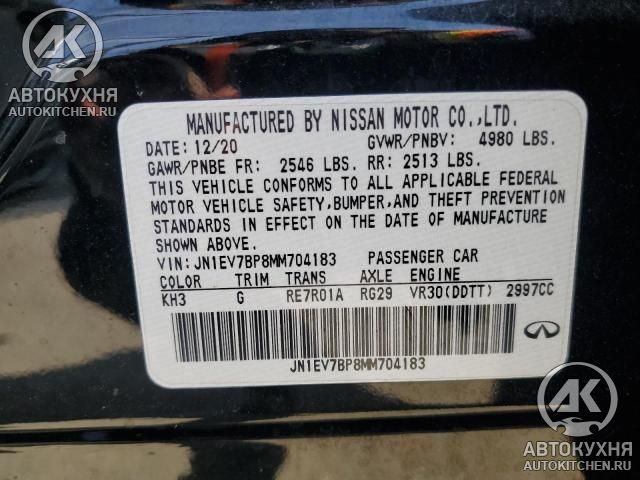 АК
АВТОКУХНЯ
AUTOKITCHEN.RU
MANUFACTURED BY NISSAN MOTOR CO.,LTD.
DATE: 12/20 GVWR/PNBV: 4980 LBS.
GAWR/PNBE FR: 2546 LBS. RR: 2513 LBS.
THIS VEHICLE CONFORMS TO ALL APPLICABLE FEDERAL
MOTOR VEHICLE SAFETY,BUMPER,AND THEFT PREVENTION
STANDARDS IN EFFECT ON THE DATE OF MANUFACTURE
SHOWN ABOVE.
VIN: JN1EV7BP8MM704183 PASSENGER CAR
COLOR TRIM TRANS AXLE ENGINE
KH3 G RE7R01A RG29 VR30(DDTT) 2997CC
JN1EV7BP8MM704183
АК
АВТОКУХНЯ
AUTOKITCHEN.RU